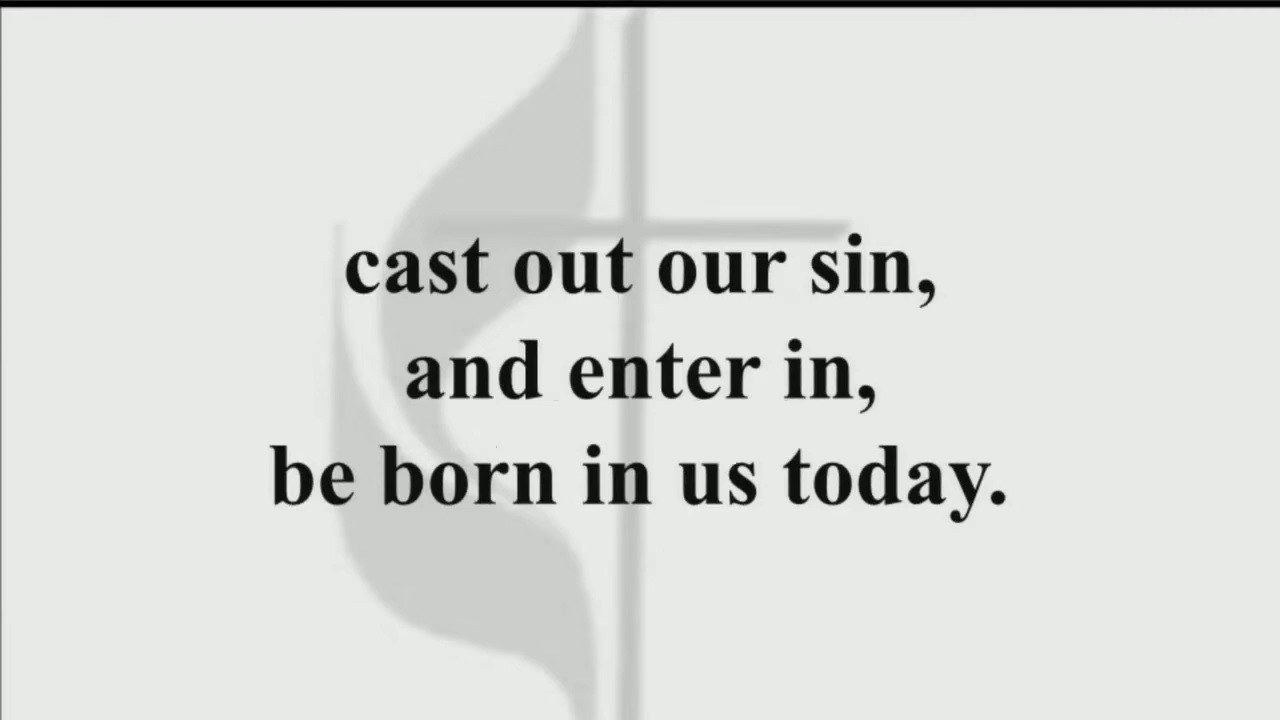 cast out our sin,
and enter in,
be born in us today.